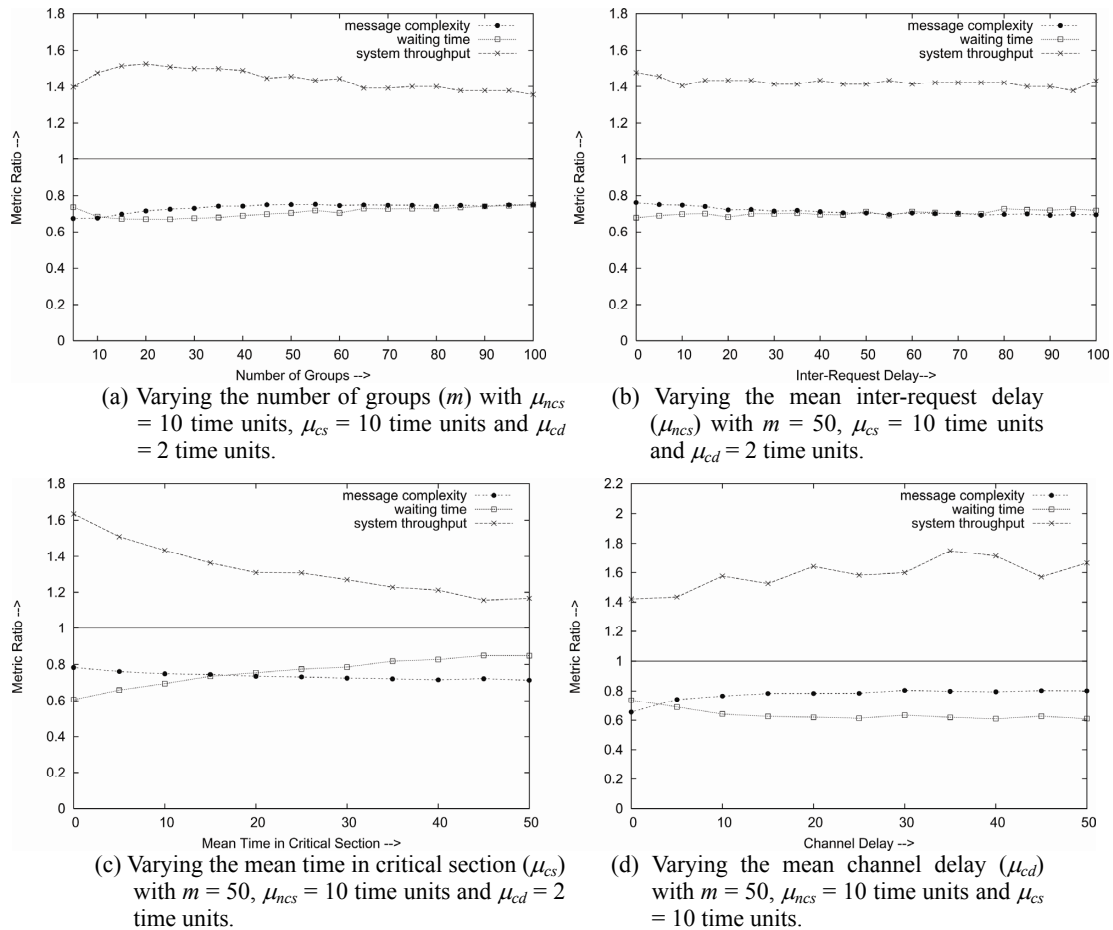 message complexity
waiting time
system throughput
Metric Ratio -->
1.8
1.6
1.4
1.2
1
0.8
0.6
0.4
0.2
0
10 20 30 40 50 60 70 80 90 100
Number of Groups -->
(a) Varying the number of groups (m) with μncs
= 10 time units, μcs = 10 time units and μcd
= 2 time units.
message complexity
waiting time
system throughput
Metric Ratio -->
1.8
1.6
1.4
1.2
1
0.8
0.6
0.4
0.2
0
0 10 20 30 40 50 60 70 80 90 100
Inter-Request Delay-->
(b) Varying the mean inter-request delay
(μncs) with m = 50, μcs = 10 time units
and μcd = 2 time units.
message complexity
waiting time
system throughput
Metric Ratio -->
1.8
1.6
1.4
1.2
1
0.8
0.6
0.4
0.2
0
0 10 20 30 40 50
Mean Time in Critical Section -->
(c) Varying the mean time in critical section (μcs)
with m = 50, μncs = 10 time units and μcd = 2
time units.
message complexity
waiting time
system throughput
Metric Ratio -->
2.2
2
1.8
1.6
1.4
1.2
1
0.8
0.6
0.4
0.2
0
0 10 20 30 40 50
Channel Delay -->
(d) Varying the mean channel delay (μcd)
with m = 50, μncs = 10 time units and μcs
= 10 time units.